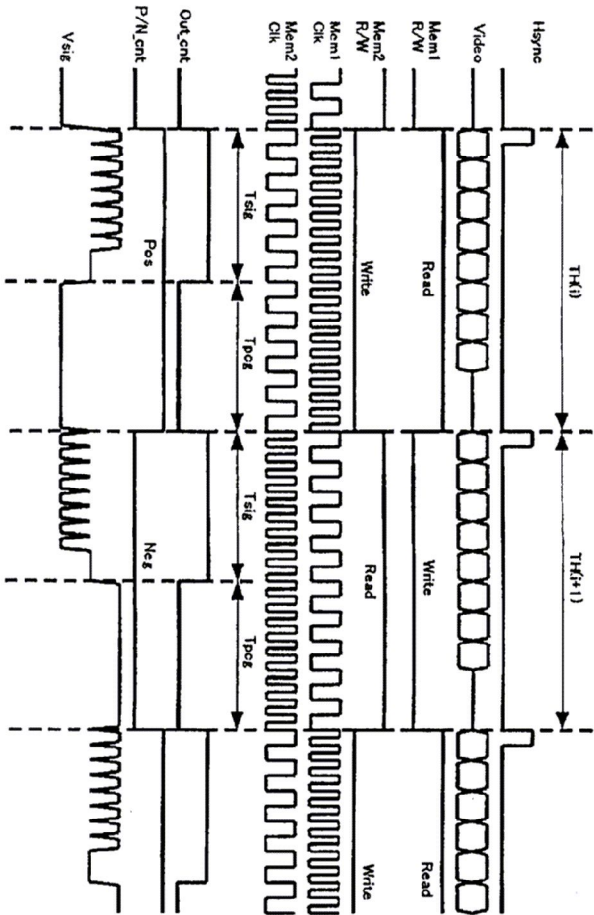 Hsync
Video
Mem1
R/W
Mem2
R/W
Mem1
Clk
Mem2
Clk
Out_cnt
P/N_cnt
Vsig
TH(i)
TH(i+1)
Read
Write
Read
Write
Read
Write
Tsig
Tpcg
Tsig
Tpcg
Pos
Neg